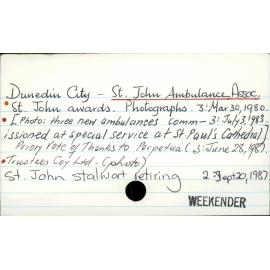 Dunedin City - St. John Ambulance Assoc.
• St. John awards. Photographs. 3: Mar 30, 1980.
• [Photo: three new ambulances comm- 3: July 3, 1983.
issioned at special service at St. Paul's Cathedral]
Priory Vote of Thanks to Perpetual (3: June 28, 1987.
• Trustees Coy Ltd. (photo)
St. John stalwart retiring 23 Sept 20, 1987
WEEKENDER